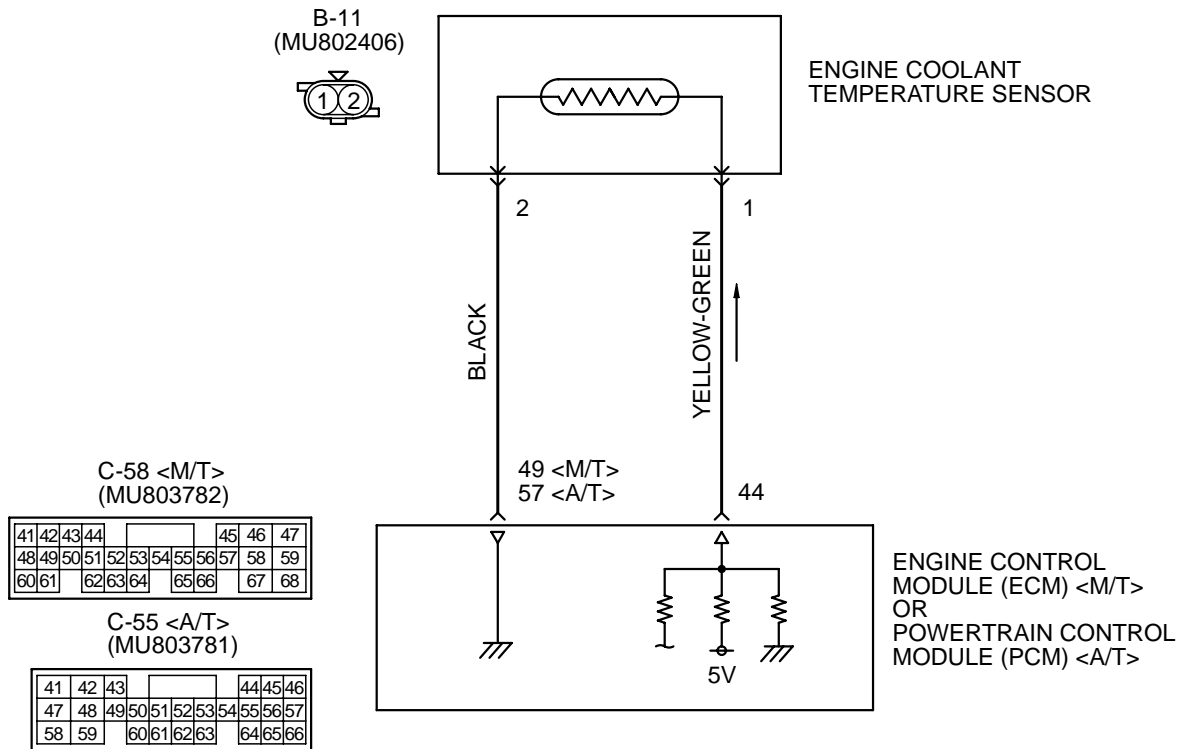 B-11
(MU802406)
1 2
ENGINE COOLANT
TEMPERATURE SENSOR
2
1
BLACK
YELLOW-GREEN
49 <M/T>
57 <A/T>
44
C-58 <M/T>
(MU803782)
41 42 43 44 45 46 47
48 49 50 51 52 53 54 55 56 57 58 59
60 61 62 63 64 65 66 67 68
C-55 <A/T>
(MU803781)
41 42 43 44 45 46
47 48 49 50 51 52 53 54 55 56 57
58 59 60 61 62 63 64 65 66
5V
ENGINE CONTROL
MODULE (ECM) <M/T>
OR
POWERTRAIN CONTROL
MODULE (PCM) <A/T>